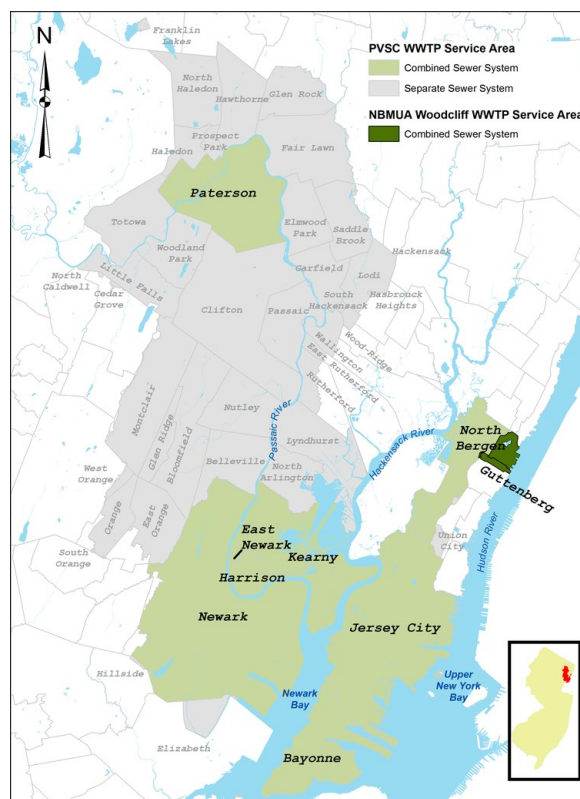 N
PVSC WWTP Service Area
Combined Sewer System
Separate Sewer System
NBMUA Woodcliff WWTP Service Area
Combined Sewer System
Franklin
Lakes
North
Haledon
Hawthorne
Glen Rock
Prospect
Park
Haledon
Fair Lawn
Paterson
Totowa
Elmwood
Park
Saddle
Brook
Hackensack
Woodland
Park
Garfield
Lodi
North
Caldwell
Little Falls
Cedar
Grove
South
Hackensack
Hasbrouck
Heights
Clifton
Passaic
Wood-Ridge
Wallington
East Rutherford
Rutherford
Montclair
Glen Ridge
Bloomfield
Nutley
Passaic River
Lyndhurst
Hackensack River
North
Bergen
Guttenberg
West
Orange
Belleville
North
Arlington
Orange
East
Orange
Union
City
Hudson River
South
Orange
East
Newark
Kearny
Harrison
Newark
Jersey City
Hillside
Newark
Bay
Upper
New York
Bay
Elizabeth
Bayonne